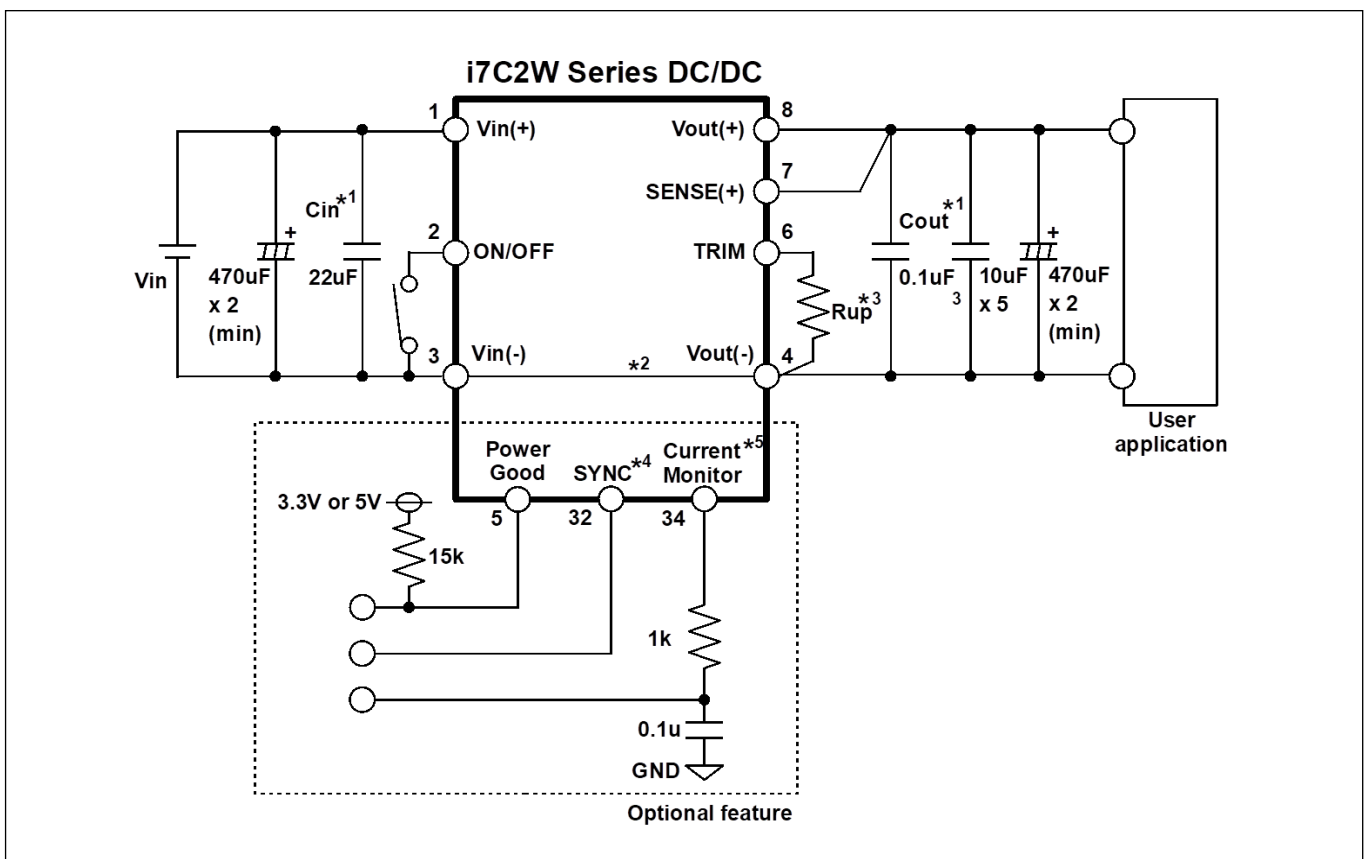 i7C2W Series DC/DC
1
Vin(+)
Vout(+)
8
SENSE(+)
7
2
ON/OFF
TRIM
6
3
Vin(-)
*2
Vout(-)
4
Vin
+
470uF
x 2
(min)
Cin*1
22uF
Rup*3
Cout*1
0.1uF
3
10uF
x 5
+
470uF
x 2
(min)
User
application
Power
Good
SYNC*4
Current*5
Monitor
5
32
34
3.3V or 5V
15k
1k
0.1u
GND
Optional feature